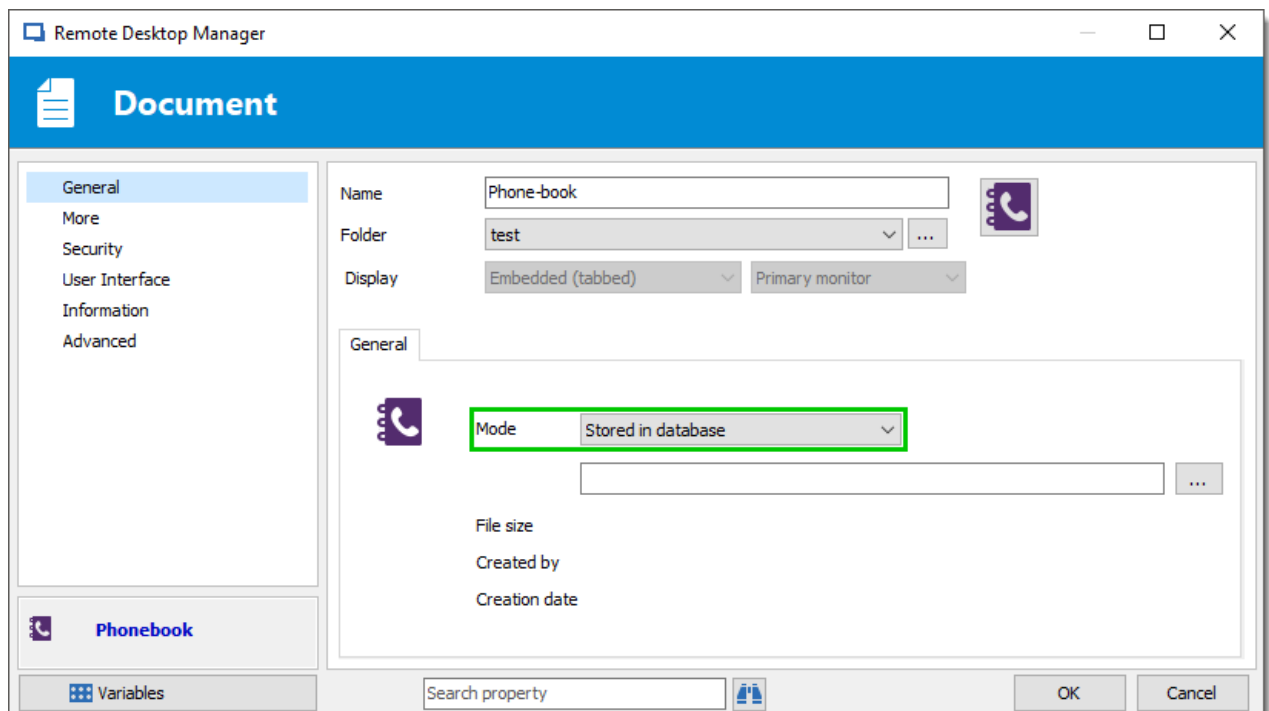 Remote Desktop Manager
Document
General
More
Security
User Interface
Information
Advanced
Phonebook
Variables
Name Phone-book
Folder test ...
Display Embedded (tabbed) Primary monitor
General
Mode Stored in database
...
File size
Created by
Creation date
Search property
OK Cancel